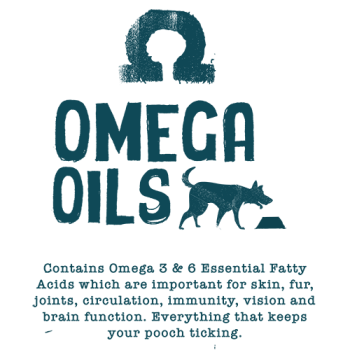 Ω
OMEGA
OILS
Contains Omega 3 & 6 Essential Fatty
Acids which are important for skin, fur,
joints, circulation, immunity, vision and
brain function. Everything that keeps
your pooch ticking.